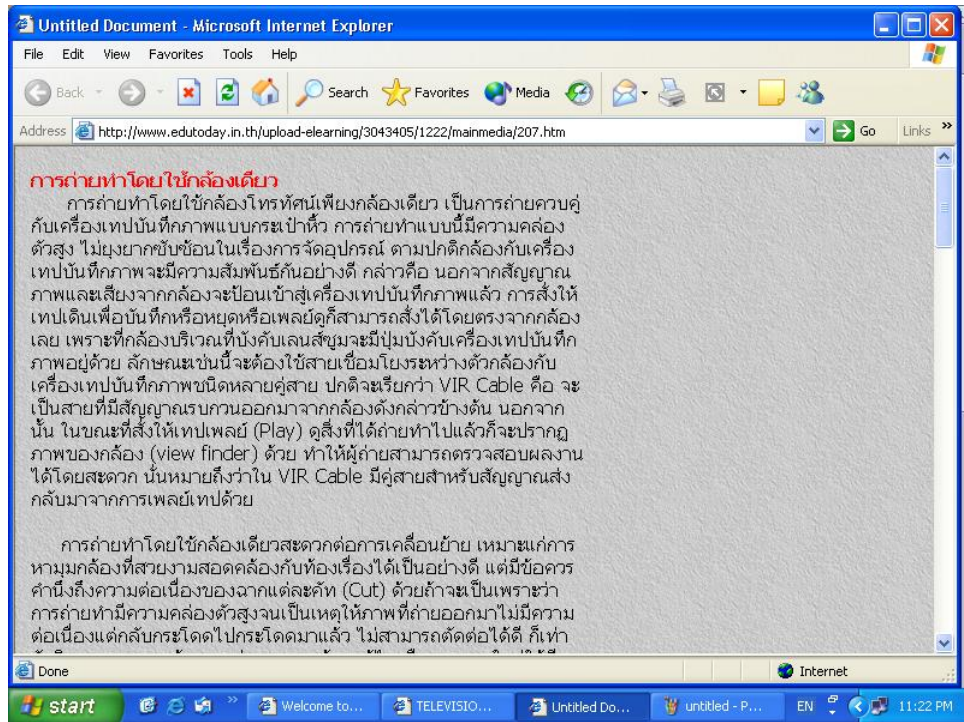 Untitled Document - Microsoft Internet Explorer
File Edit View Favorites Tools Help
Back Search Favorites Media
Address http://www.edutoday.in.th/upload-elearning/3043405/1222/mainmedia/207.htm Go Links »
การถ่ายทำโดยใช้กล้องเดียว
การถ่ายทำโดยใช้กล้องโทรทัศน์เพียงกล้องเดียว เป็นการถ่ายควบคู่
กับเครื่องเทปบันทึกภาพแบบกระเป๋าหิ้ว การถ่ายทำแบบนี้มีความคล่อง
ตัวสูง ไม่ยุงยากซับซ้อนในเรื่องการจัดอุปกรณ์ ตามปกติกล้องกับเครื่อง
เทปบันทึกภาพจะมีความสัมพันธ์กันอย่างดี กล่าวคือ นอกจากสัญญาณ
ภาพและเสียงจากกล้องจะป้อนเข้าสู่เครื่องเทปบันทึกภาพแล้ว การสั่งให้
เทปเดินเพื่อบันทึกหรือหยุดหรือเพลย์ดูก็สามารถสั่งได้โดยตรงจากกล้อง
เลย เพราะที่กล้องบริเวณที่บังคับเลนส์ซูมจะมีปุ่มบังคับเครื่องเทปบันทึก
ภาพอยู่ด้วย ลักษณะเช่นนี้จะต้องใช้สายเชื่อมโยงระหว่างตัวกล้องกับ
เครื่องเทปบันทึกภาพชนิดหลายคู่สาย ปกติจะเรียกว่า VIR Cable คือ จะ
เป็นสายที่มีสัญญาณรบกวนออกมาจากกล้องดังกล่าวข้างต้น นอกจาก
นั้น ในขณะที่สั่งให้เทปเพลย์ (Play) ดูสิ่งที่ได้ถ่ายทำไปแล้วก็จะปรากฏ
ภาพของกล้อง (view finder) ด้วย ทำให้ผู้ถ่ายสามารถตรวจสอบผลงาน
ได้โดยสะดวก นั่นหมายถึงว่าใน VIR Cable มีคู่สายสำหรับสัญญาณส่ง
กลับมาจากการเพลย์เทปด้วย
การถ่ายทำโดยใช้กล้องเดียวสะดวกต่อการเคลื่อนย้าย เหมาะแก่การ
หามุมกล้องที่สวยงามสอดคล้องกับท้องเรื่องได้เป็นอย่างดี แต่มีข้อควร
คำนึงถึงความต่อเนื่องของฉากแต่ละคัท (Cut) ด้วยถ้าจะเป็นเพราะว่า
การถ่ายทำมีความคล่องตัวสูงจนเป็นเหตุให้ภาพที่ถ่ายออกมาไม่มีความ
ต่อเนื่องแต่กลับกระโดดไปกระโดดมาแล้ว ไม่สามารถตัดต่อได้ดี ก็เท่า
Done Internet
start » Welcome to... TELEVISIO... Untitled Do... untitled - P... EN 11:22 PM